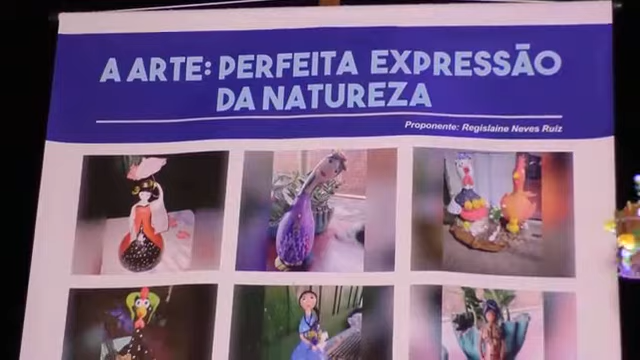 A ARTE: PERFEITA EXPRESSÃO
DA NATUREZA
Proponente: Regislaine Neves Ruiz